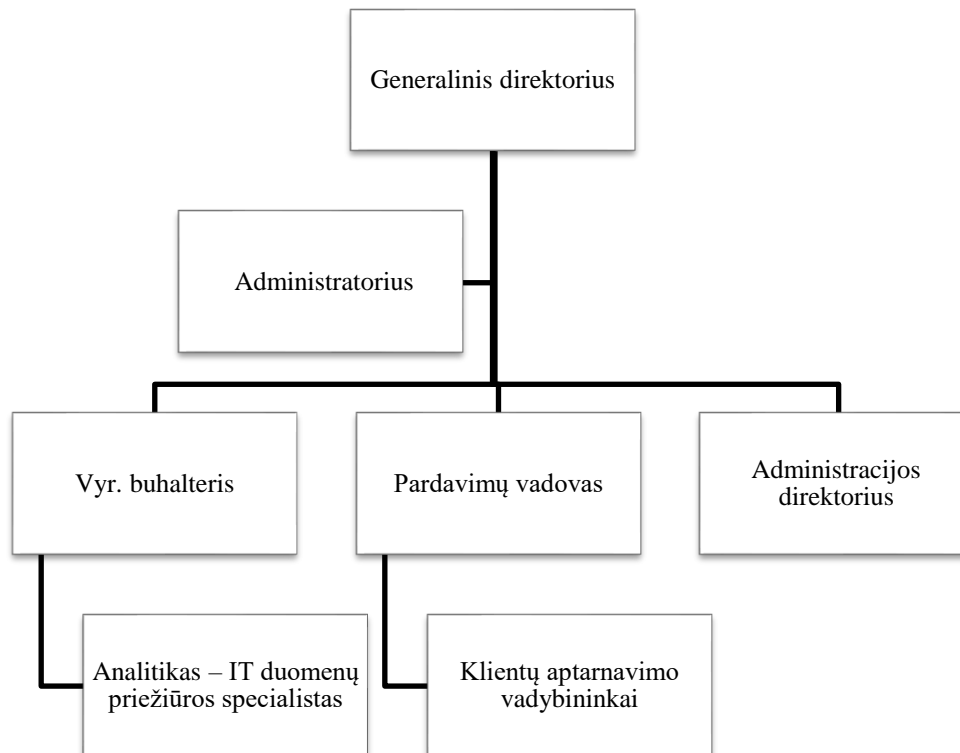 Generalinis direktorius
Administratorius
Vyr. buhalteris
Pardavimų vadovas
Administracijos
direktorius
Analitikas – IT duomenų
priežiūros specialistas
Klientų aptarnavimo
vadybininkai